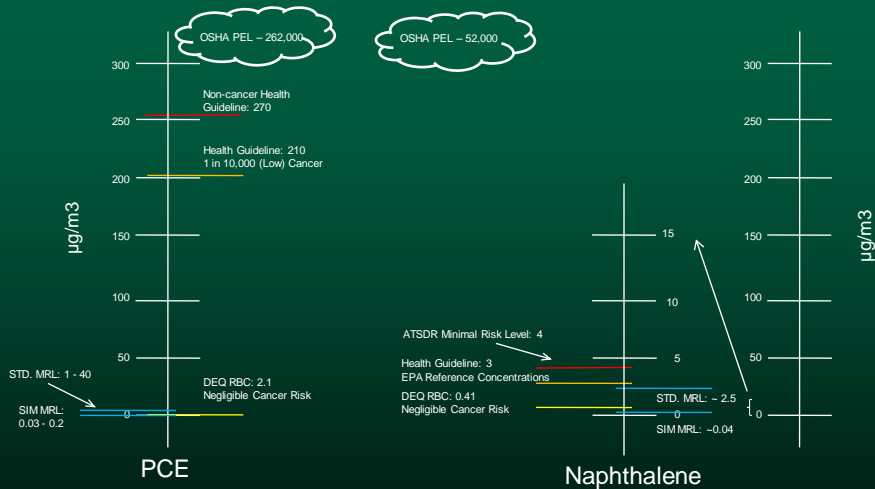 OSHA PEL – 262,000
OSHA PEL – 52,000
300
250
200
150
100
50
0
µg/m3
Non-cancer Health
Guideline: 270
Health Guideline: 210
1 in 10,000 (Low) Cancer
STD. MRL: 1 - 40
SIM MRL:
0.03 - 0.2
DEQ RBC: 2.1
Negligible Cancer Risk
PCE
15
10
5
0
ATSDR Minimal Risk Level: 4
Health Guideline: 3
EPA Reference Concentrations
DEQ RBC: 0.41
Negligible Cancer Risk
STD. MRL: ~ 2.5
SIM MRL: ~0.04
Naphthalene
300
250
200
150
100
50
0
µg/m3